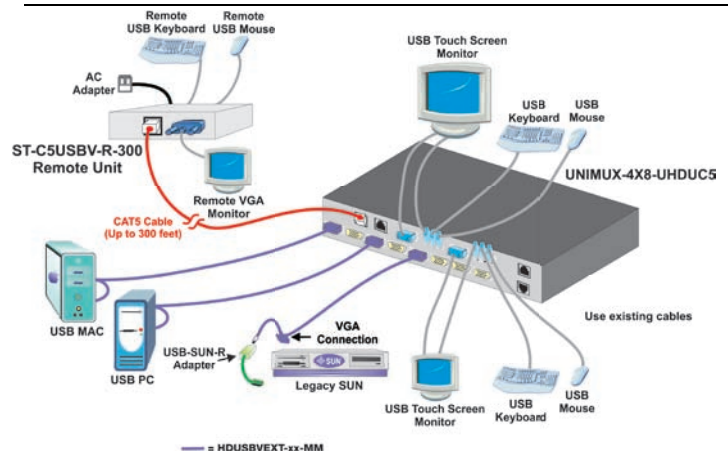 Remote
USB Keyboard
Remote
USB Mouse
AC
Adapter
ST-C5USBV-R-300
Remote Unit
Remote VGA
Monitor
CAT5 Cable
(Up to 300 feet)
USB Touch Screen
Monitor
USB
Keyboard
USB
Mouse
UNIMUX-4X8-UHDUC5
USB MAC
USB PC
USB-SUN-R
Adapter
VGA
Connection
SUN
Legacy SUN
Use existing cables
USB Touch Screen
Monitor
USB
Keyboard
USB
Mouse
= HDUSBVEXT-xx-MM